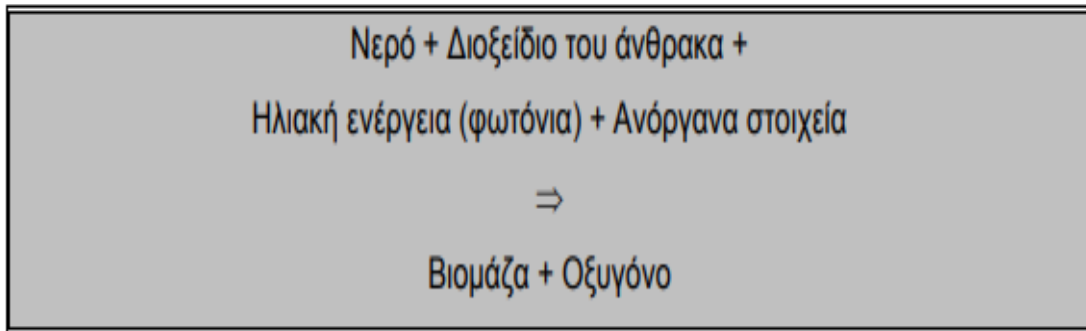 Νερό + Διοξείδιο του άνθρακα +
Ηλιακή ενέργεια (φωτόνια) + Ανόργανα στοιχεία
⇒
Βιομάζα + Οξυγόνο